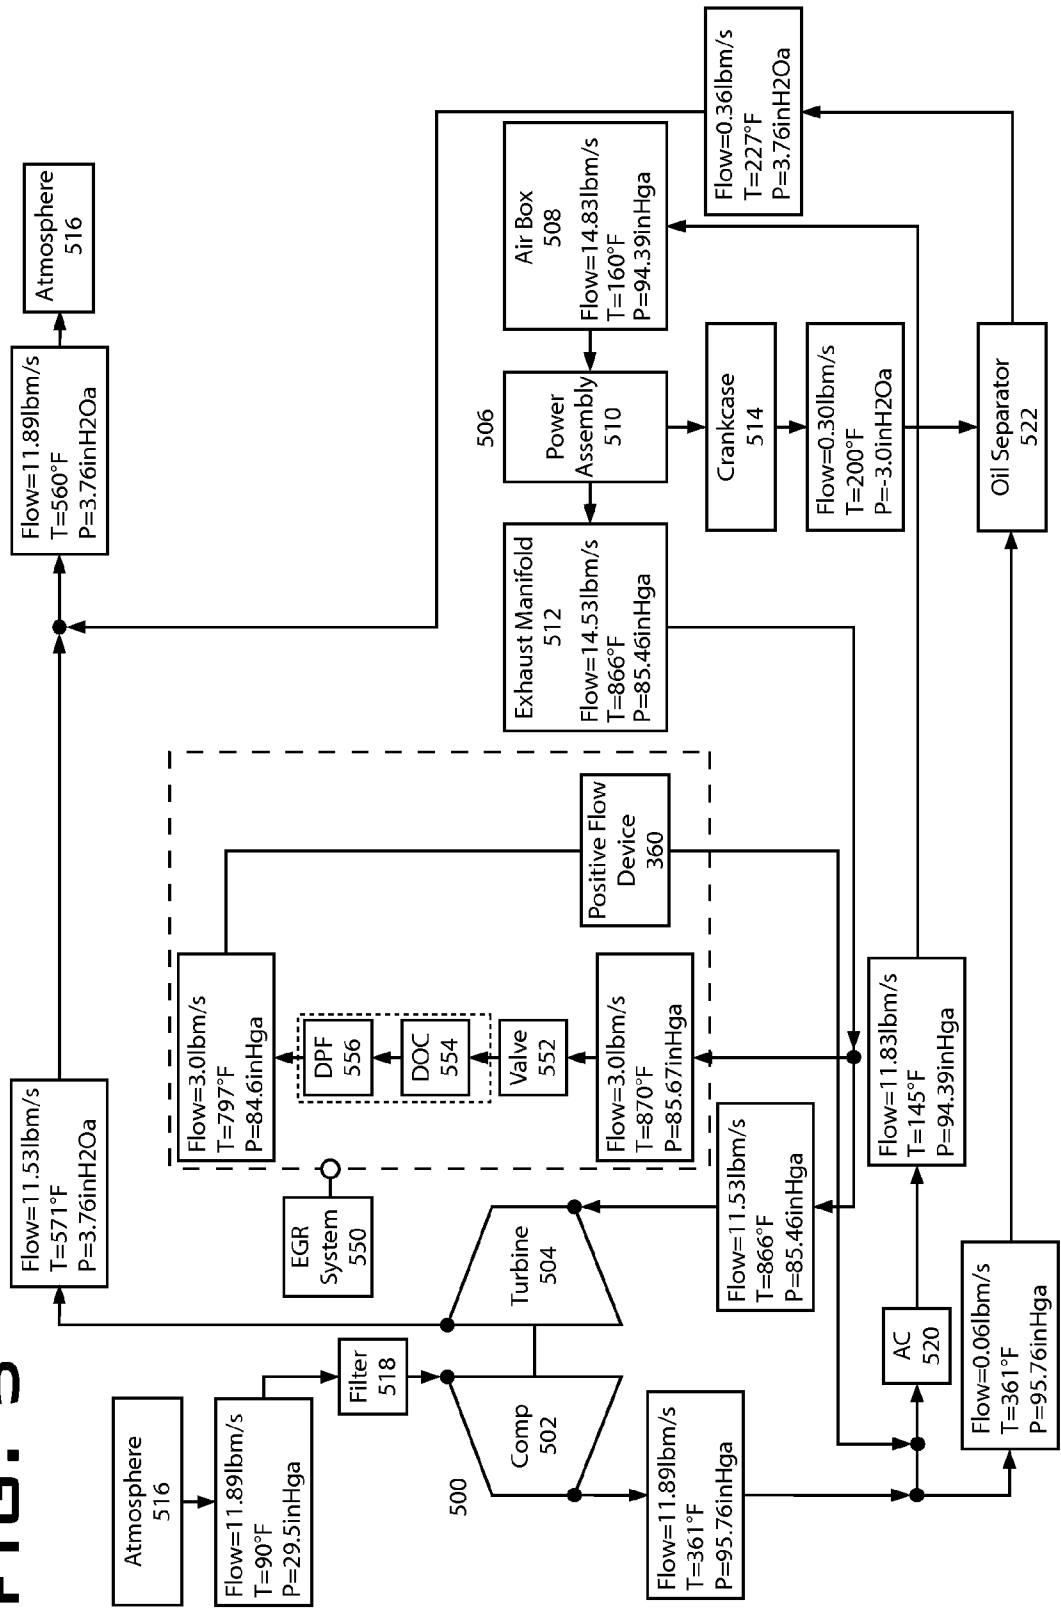 FIG. 5
Atmosphere
516
Flow=11.89lbm/s
T=90°F
P=29.5inHga
Filter
518
500
Comp
502
Flow=11.89lbm/s
T=361°F
P=95.76inHga
Flow=11.53lbm/s
T=571°F
P=3.76inH2Oa
EGR
System
550
Turbine
504
Flow=11.53lbm/s
T=866°F
P=85.46inHga
AC
520
Flow=0.06lbm/s
T=361°F
P=95.76inHga
Flow=3.0lbm/s
T=797°F
P=84.6inHga
DPF
556
DOC
554
Valve
552
Flow=3.0lbm/s
T=870°F
P=85.67inHga
Flow=11.83lbm/s
T=145°F
P=94.39inHga
Positive Flow
Device
360
Exhaust Manifold
512
Flow=14.53lbm/s
T=866°F
P=85.46inHga
506
Power
Assembly
510
Crankcase
514
Flow=0.30lbm/s
T=200°F
P=-3.0inH2Oa
Oil Separator
522
Flow=11.89lbm/s
T=560°F
P=3.76inH2Oa
Atmosphere
516
Air Box
508
Flow=14.83lbm/s
T=160°F
P=94.39inHga
Flow=0.36lbm/s
T=227°F
P=3.76inH2Oa